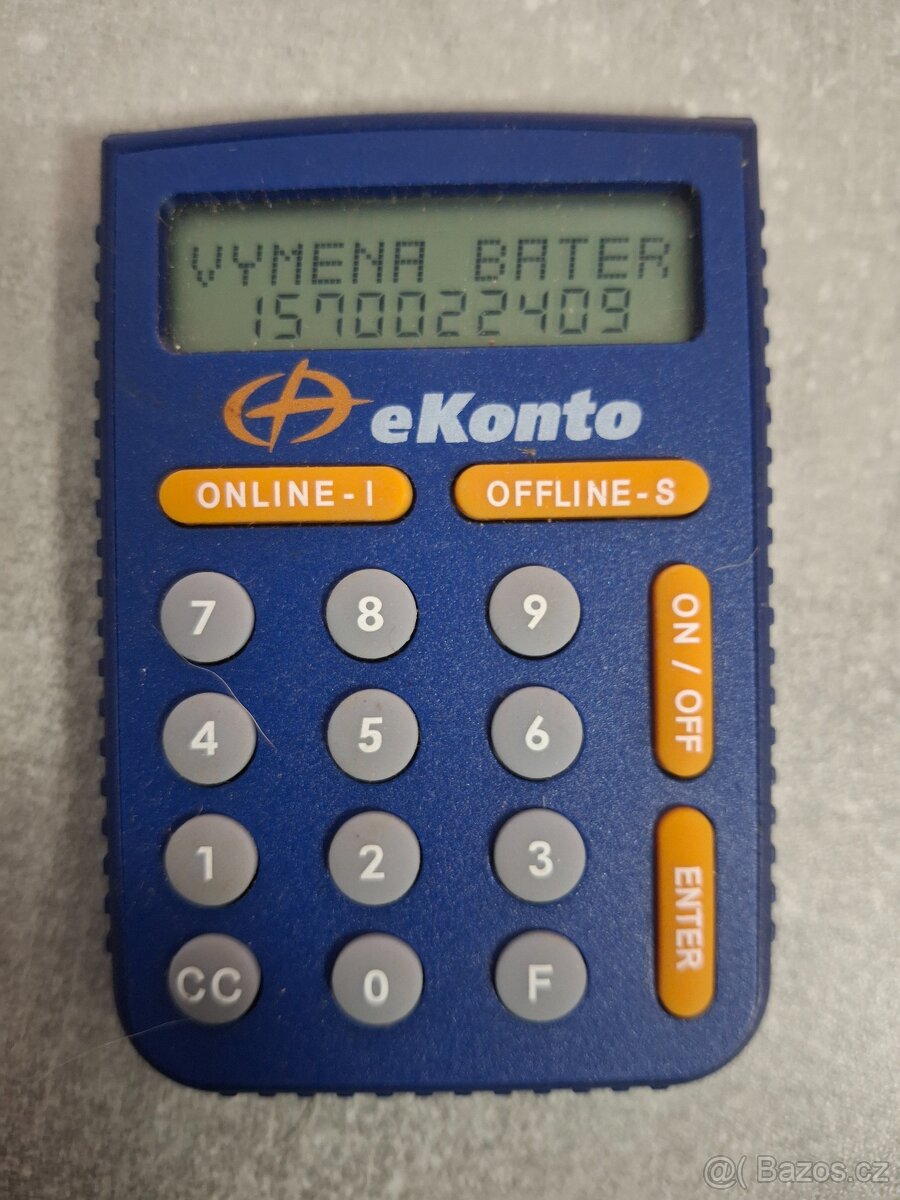 VYMENA BATER
1570022409
eKonto
ONLINE-I OFFLINE-S
7 8 9
ON / OFF
4 5 6
1 2 3
ENTER
CC 0 F
@( Bazos.cz